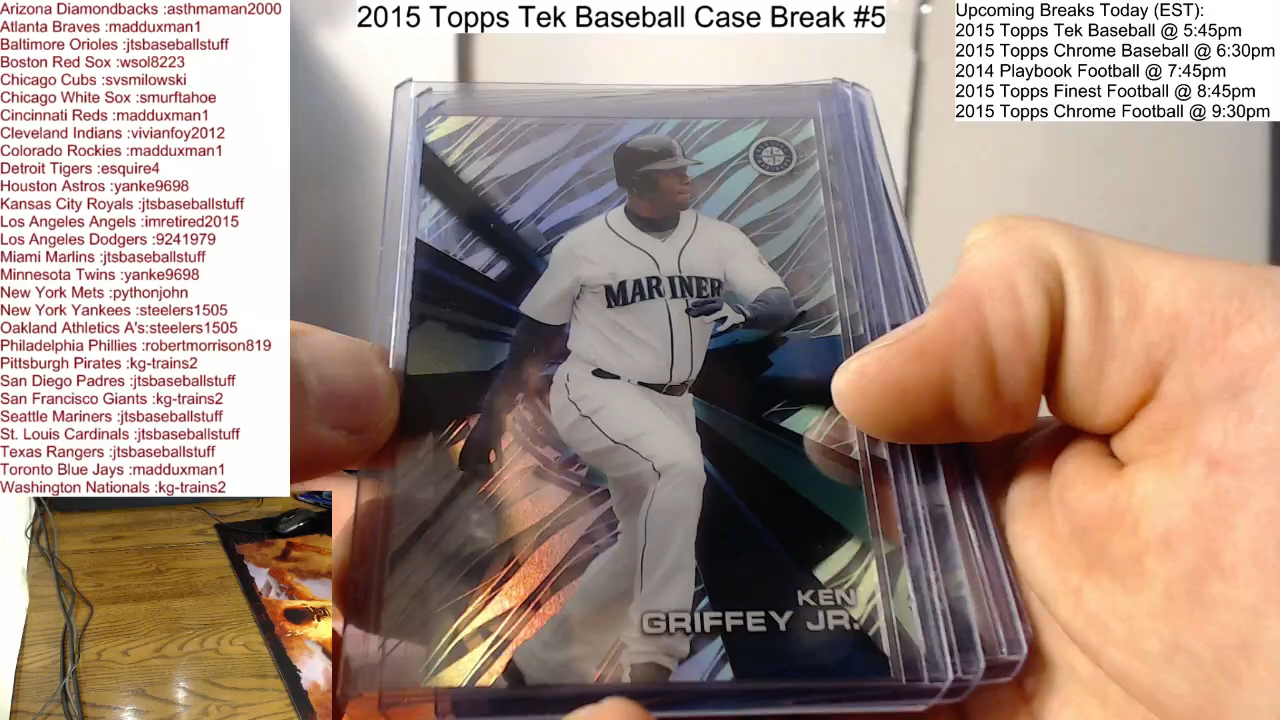 Arizona Diamondbacks :asthmaman2000
Atlanta Braves :madduxman1
Baltimore Orioles :jtsbaseballstuff
Boston Red Sox :wsol8223
Chicago Cubs :svsmilowski
Chicago White Sox :smurftahoe
Cincinnati Reds :madduxman1
Cleveland Indians :vivianfoy2012
Colorado Rockies :madduxman1
Detroit Tigers :esquire4
Houston Astros :yanke9698
Kansas City Royals :jtsbaseballstuff
Los Angeles Angels :imretired2015
Los Angeles Dodgers :9241979
Miami Marlins :jtsbaseballstuff
Minnesota Twins :yanke9698
New York Mets :pythonjohn
New York Yankees :steelers1505
Oakland Athletics A's:steelers1505
Philadelphia Phillies :robertmorrison819
Pittsburgh Pirates :kg-trains2
San Diego Padres :jtsbaseballstuff
San Francisco Giants :kg-trains2
Seattle Mariners :jtsbaseballstuff
St. Louis Cardinals :jtsbaseballstuff
Texas Rangers :jtsbaseballstuff
Toronto Blue Jays :madduxman1
Washington Nationals :kg-trains2
2015 Topps Tek Baseball Case Break #5
Upcoming Breaks Today (EST):
2015 Topps Tek Baseball @ 5:45pm
2015 Topps Chrome Baseball @ 6:30pm
2014 Playbook Football @ 7:45pm
2015 Topps Finest Football @ 8:45pm
2015 Topps Chrome Football @ 9:30pm
MARINER
KEN
GRIFFEY JR.